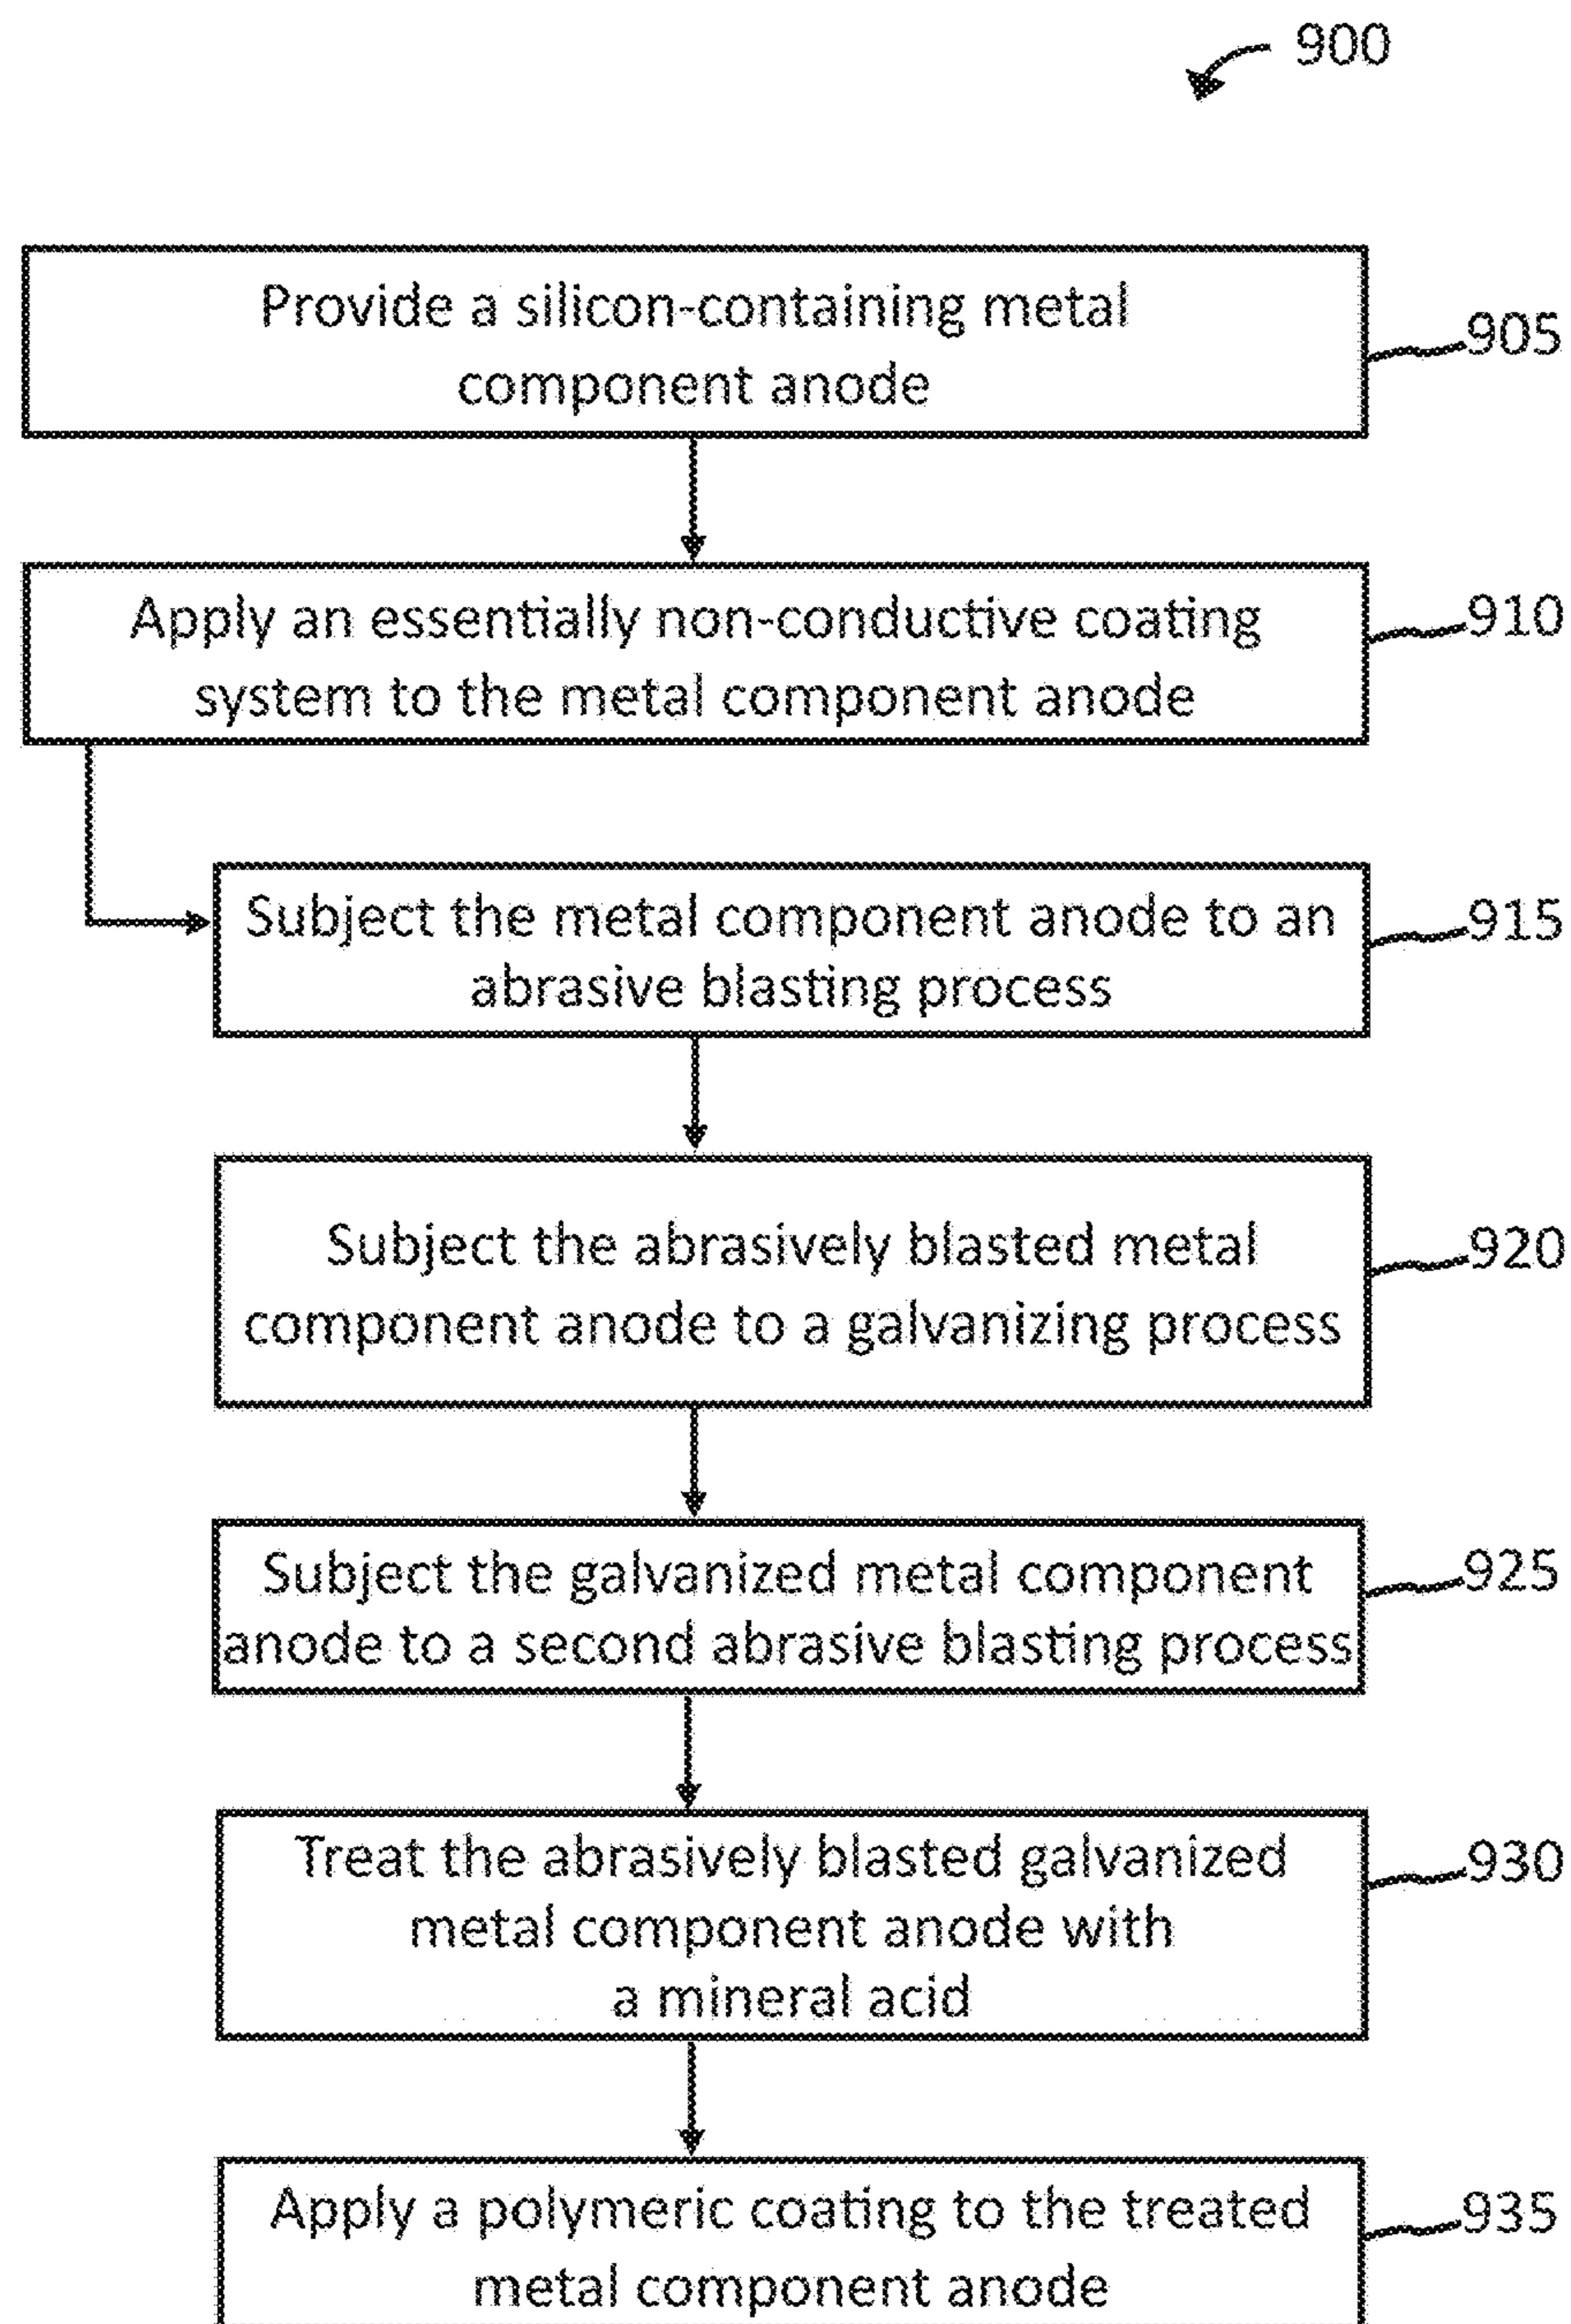 900
Provide a silicon-containing metal
component anode
905
Apply an essentially non-conductive coating
system to the metal component anode
910
Subject the metal component anode to an
abrasive blasting process
915
Subject the abrasively blasted metal
component anode to a galvanizing process
920
Subject the galvanized metal component
anode to a second abrasive blasting process
925
Treat the abrasively blasted galvanized
metal component anode with
a mineral acid
930
Apply a polymeric coating to the treated
metal component anode
935